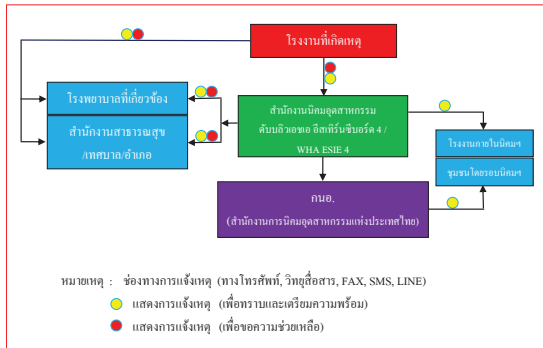 โรงงานที่เกิดเหตุ
โรงพยาบาลที่เกี่ยวข้อง
สำนักงานสาธารณสุข
/เทศบาล/อำเภอ
สำนักงานนิคมอุตสาหกรรม
ดับบลิวเอชเอ อีสเทิร์นซีบอร์ด 4 /
WHA ESIE 4
โรงงานภายในนิคมฯ
ชุมชนโดยรอบนิคมฯ
กนอ.
(สำนักงานการนิคมอุตสาหกรรมแห่งประเทศไทย)
หมายเหตุ : ช่องทางการแจ้งเหตุ (ทางโทรศัพท์, วิทยุสื่อสาร, FAX, SMS, LINE)
แสดงการแจ้งเหตุ (เพื่อทราบและเตรียมความพร้อม)
แสดงการแจ้งเหตุ (เพื่อขอความช่วยเหลือ)